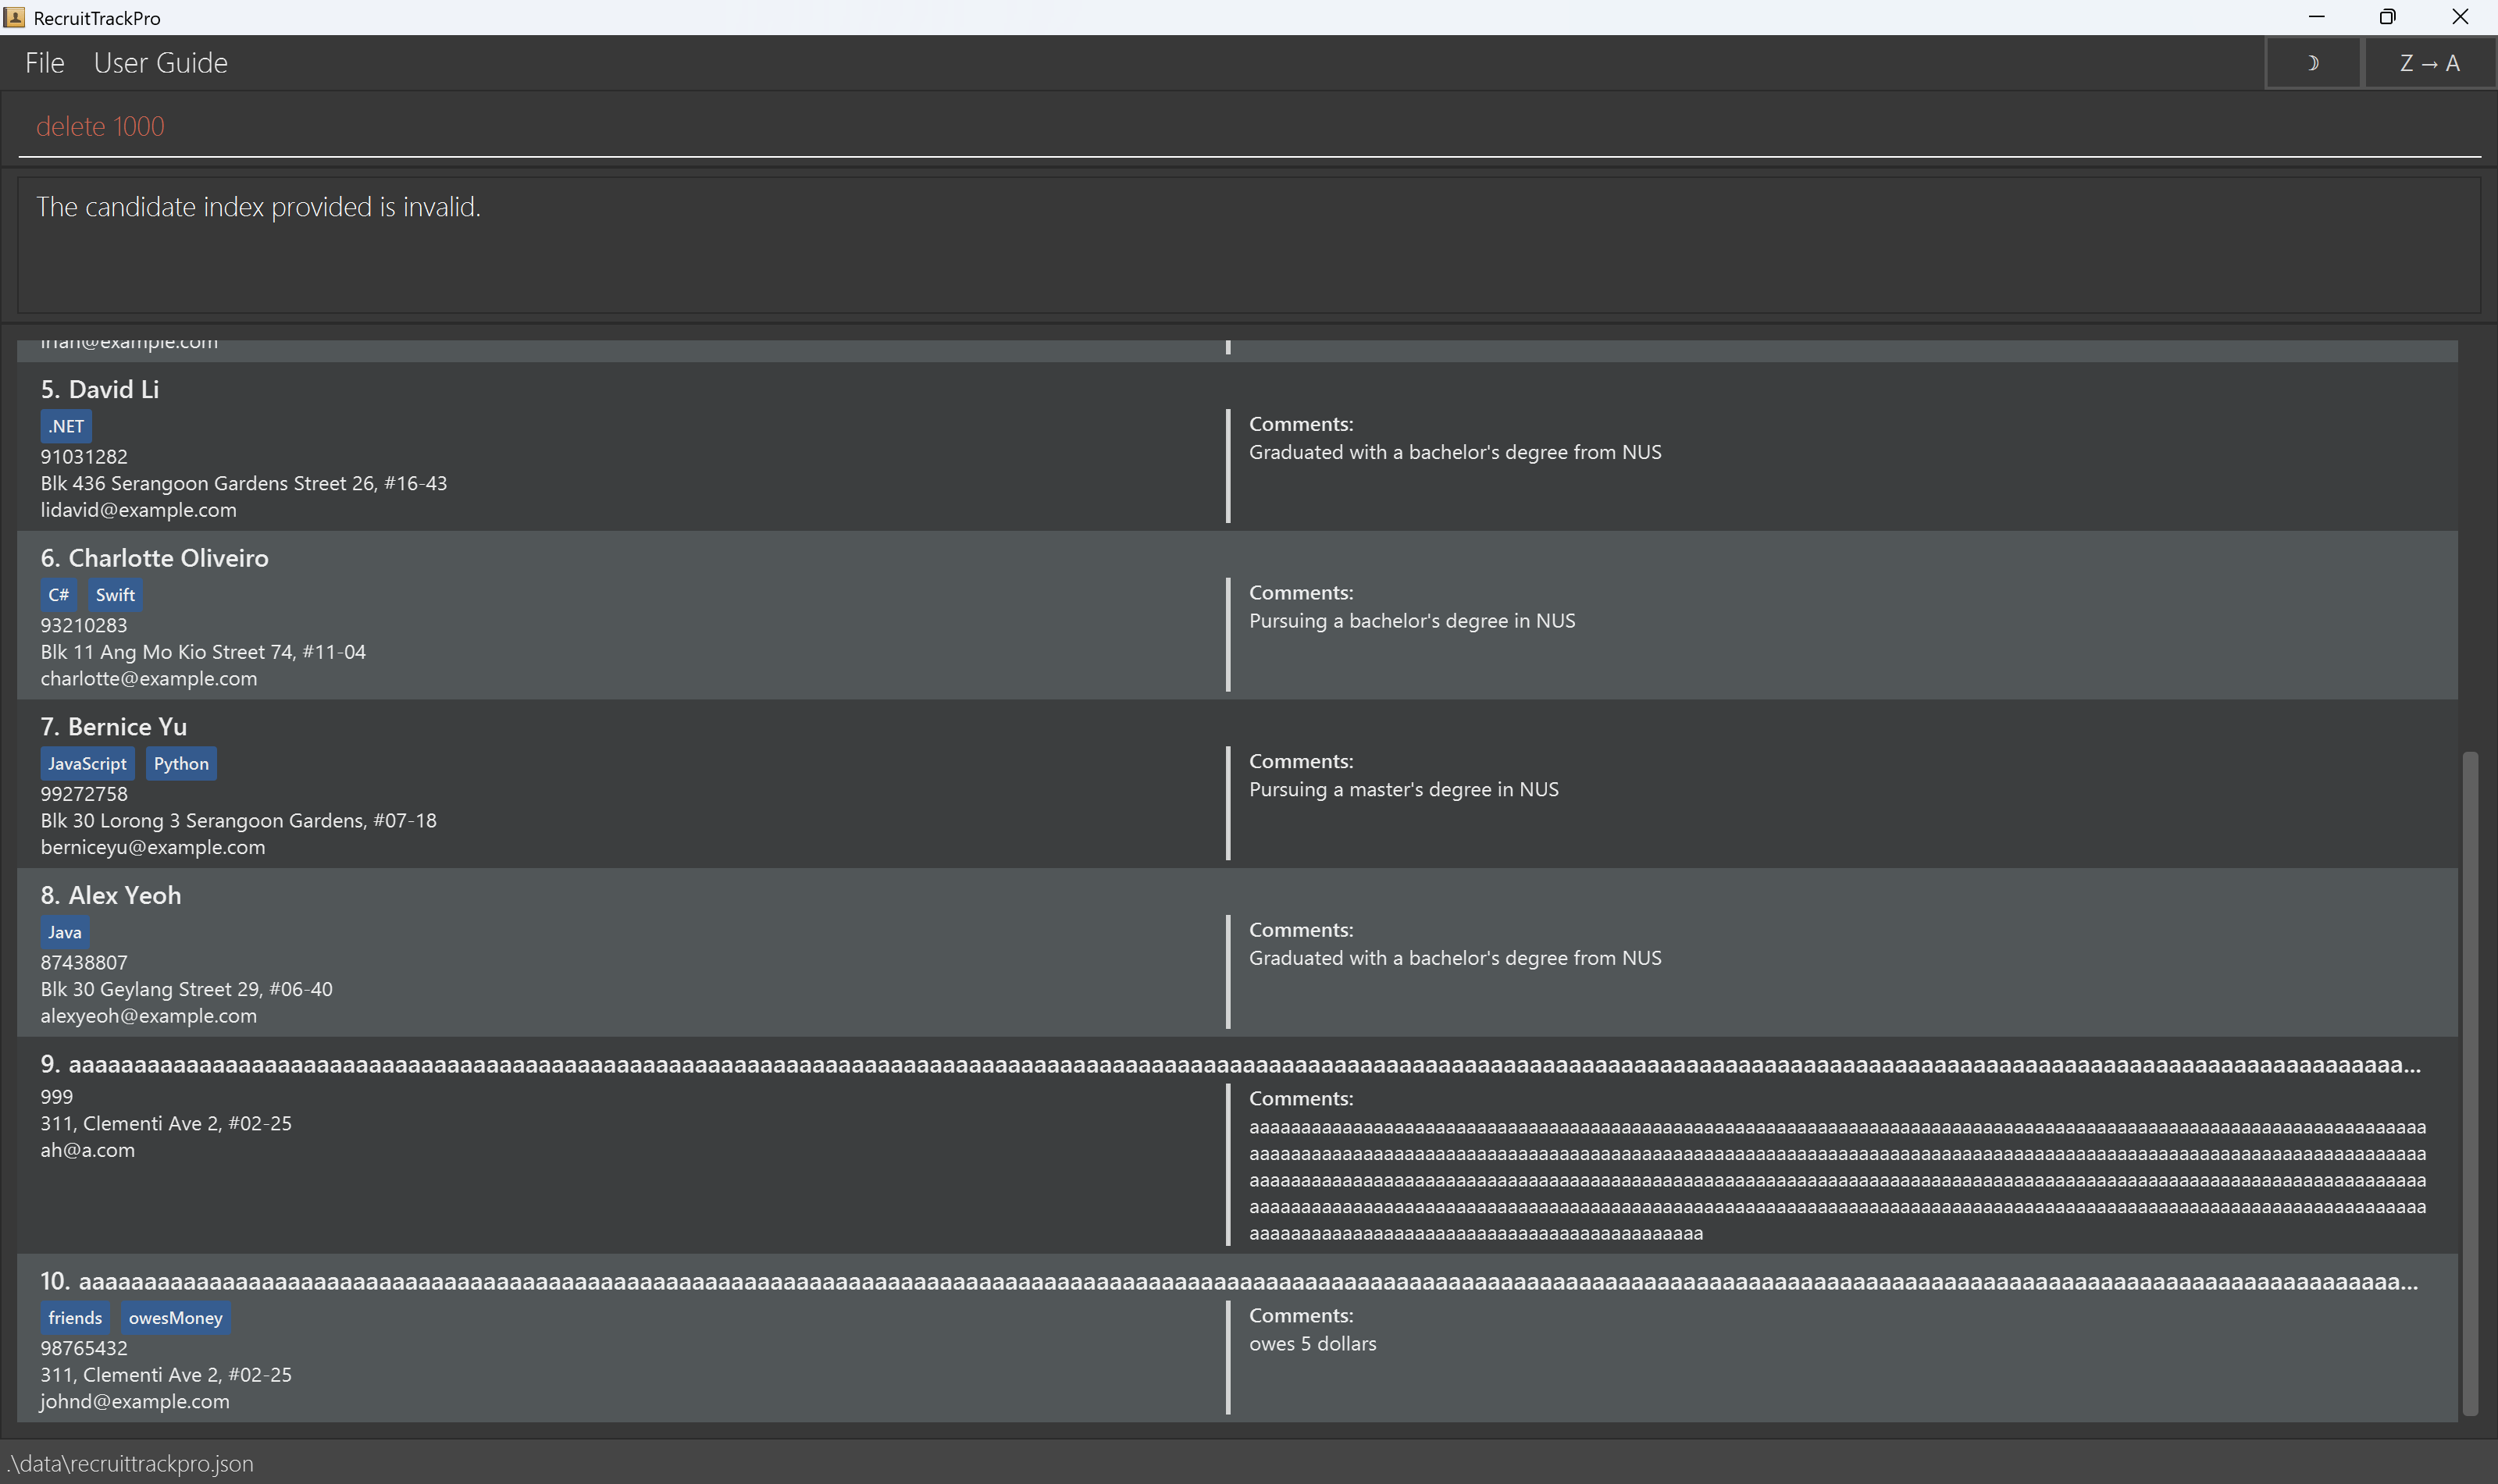 RecruitTrackPro
File User Guide
Z → A
delete 1000
The candidate index provided is invalid.
5. David Li
.NET
91031282
Blk 436 Serangoon Gardens Street 26, #16-43
lidavid@example.com
Comments:
Graduated with a bachelor's degree from NUS
6. Charlotte Oliveiro
C# Swift
93210283
Blk 11 Ang Mo Kio Street 74, #11-04
charlotte@example.com
Comments:
Pursuing a bachelor's degree in NUS
7. Bernice Yu
JavaScript Python
99272758
Blk 30 Lorong 3 Serangoon Gardens, #07-18
berniceyu@example.com
Comments:
Pursuing a master's degree in NUS
8. Alex Yeoh
Java
87438807
Blk 30 Geylang Street 29, #06-40
alexyeoh@example.com
Comments:
Graduated with a bachelor's degree from NUS
9.
999
311, Clementi Ave 2, #02-25
ah@a.com
Comments:
10.
friends owesMoney
98765432
311, Clementi Ave 2, #02-25
johnd@example.com
Comments:
owes 5 dollars
.\data\recruittrackpro.json